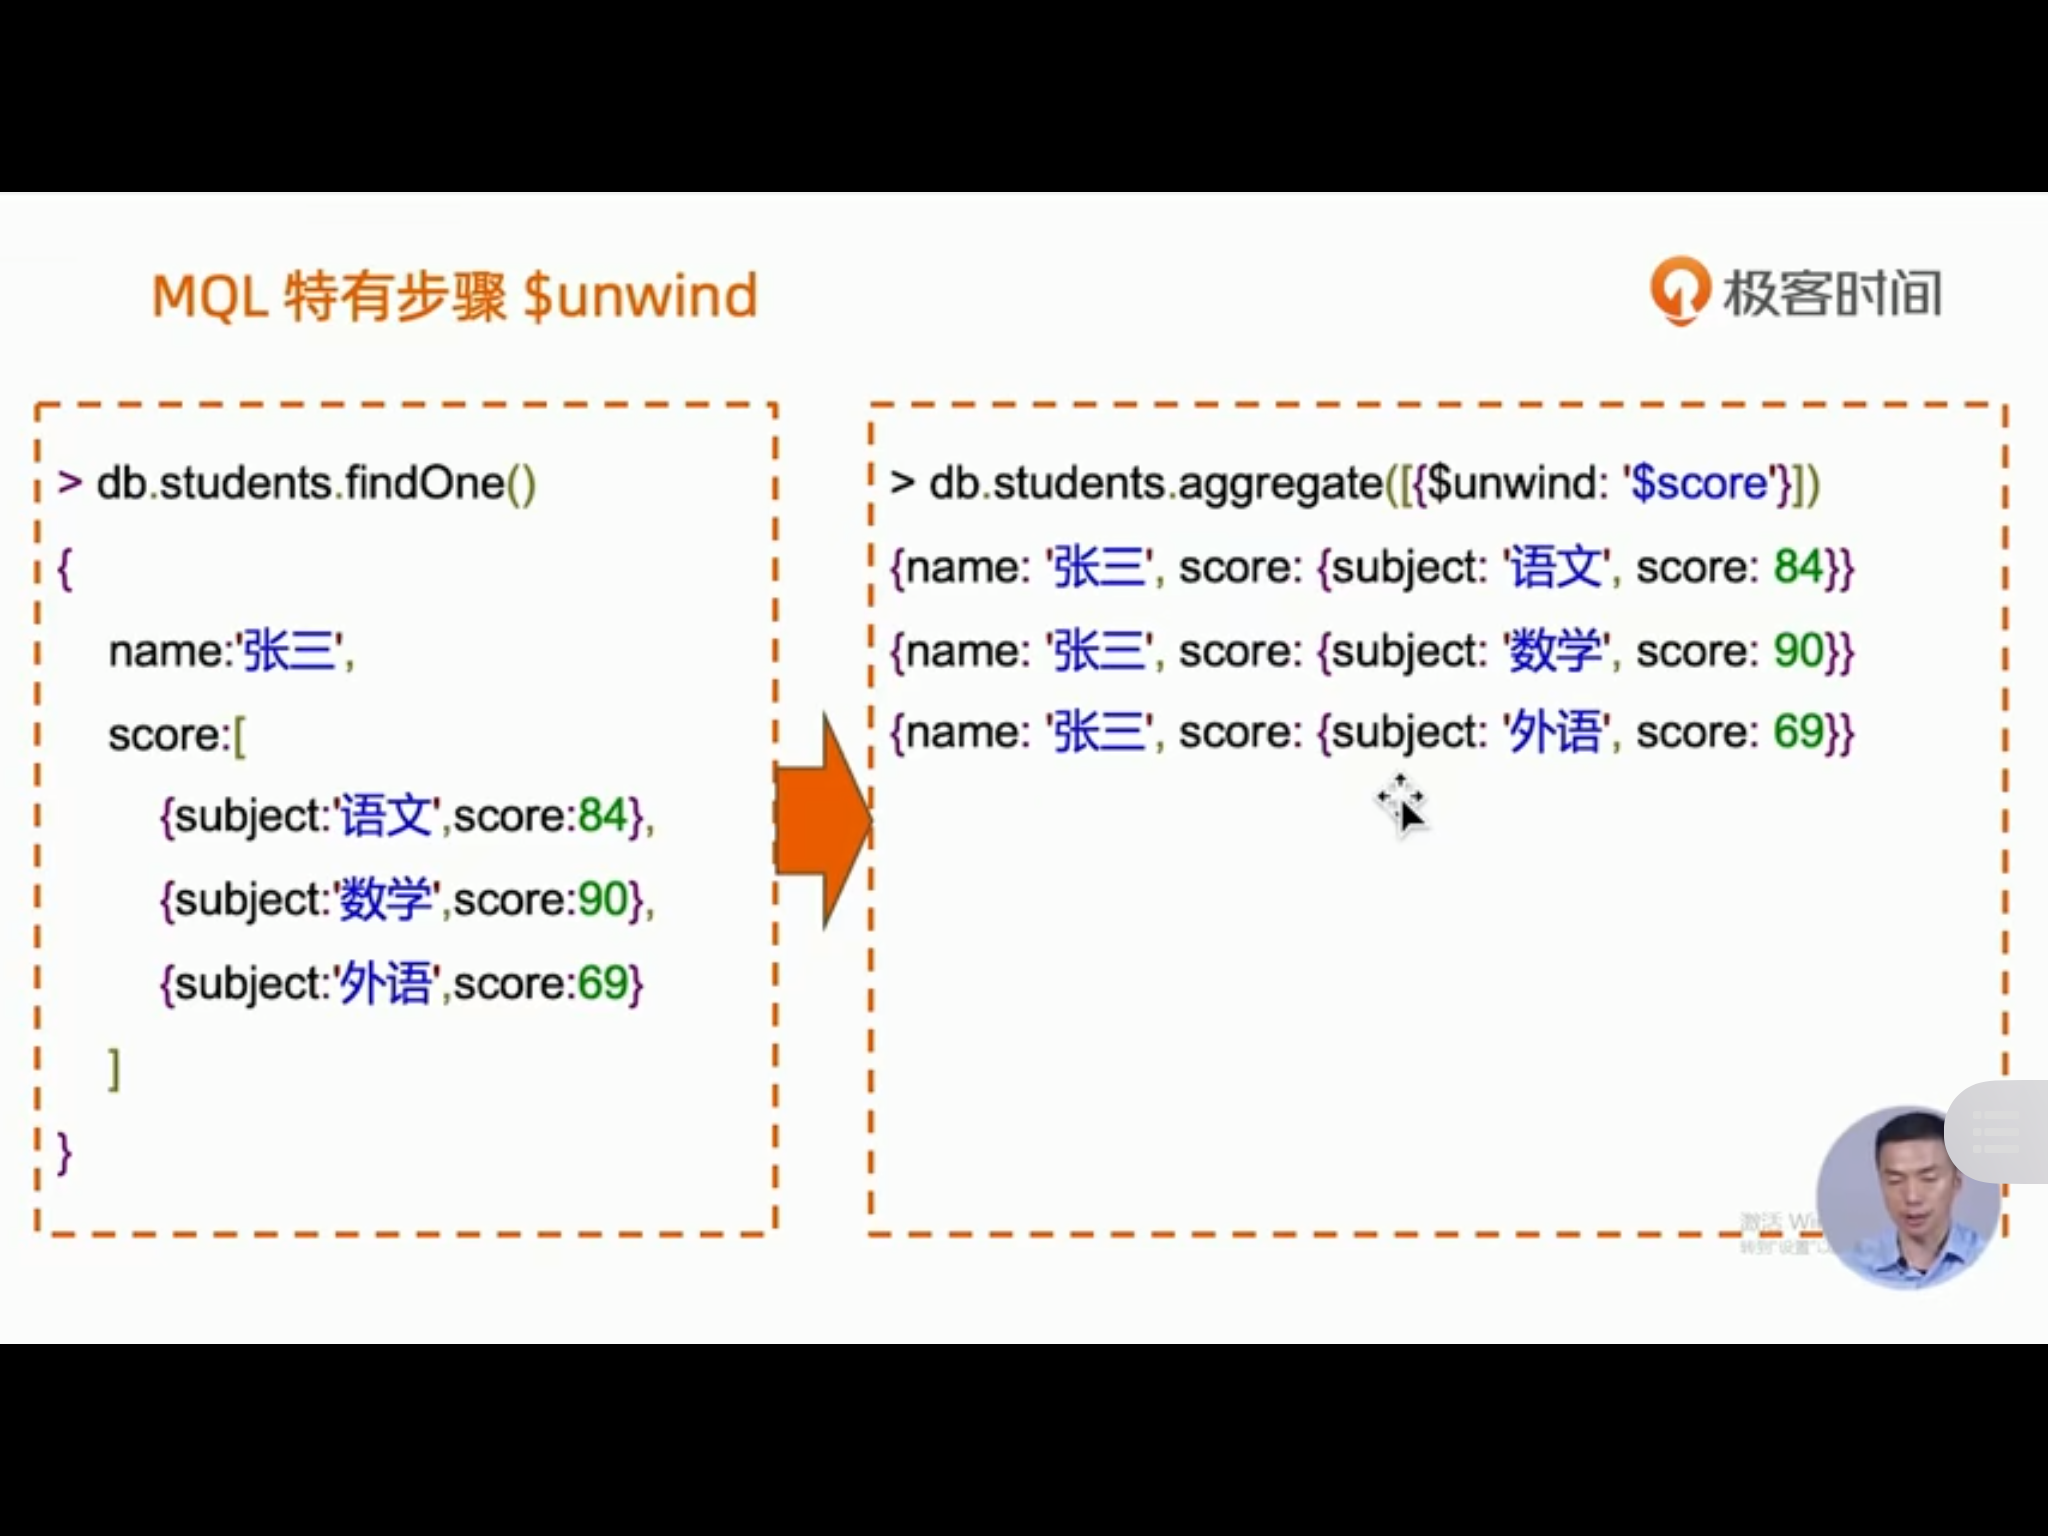 MQL 特有步骤 $unwind
极客时间
> db.students.findOne()
{
name:'张三',
score:[
{subject:'语文',score:84},
{subject:'数学',score:90},
{subject:'外语',score:69}
]
}
> db.students.aggregate([{$unwind: '$score'}])
{name: '张三', score: {subject: '语文', score: 84}}
{name: '张三', score: {subject: '数学', score: 90}}
{name: '张三', score: {subject: '外语', score: 69}}
激活 Wi
转到"设置"以